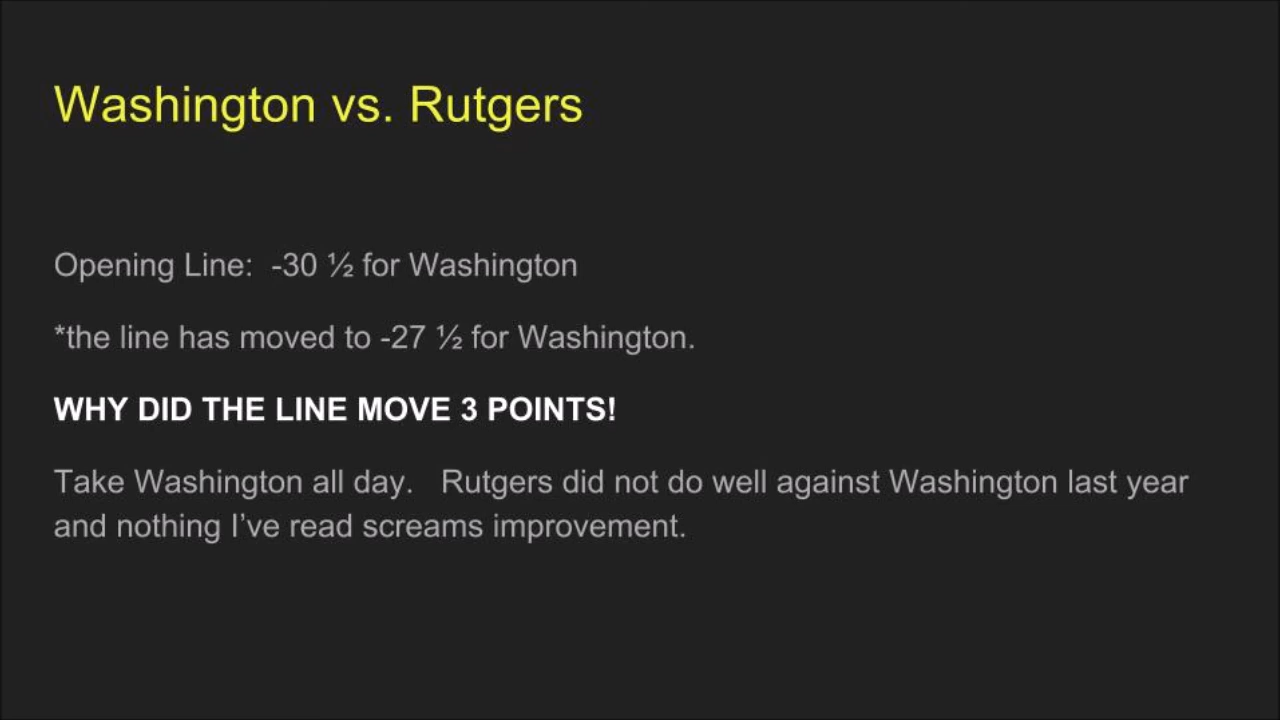 Washington vs. Rutgers
Opening Line:  -30 ½ for Washington
*the line has moved to -27 ½ for Washington.
WHY DID THE LINE MOVE 3 POINTS!
Take Washington all day.   Rutgers did not do well against Washington last year
and nothing I’ve read screams improvement.